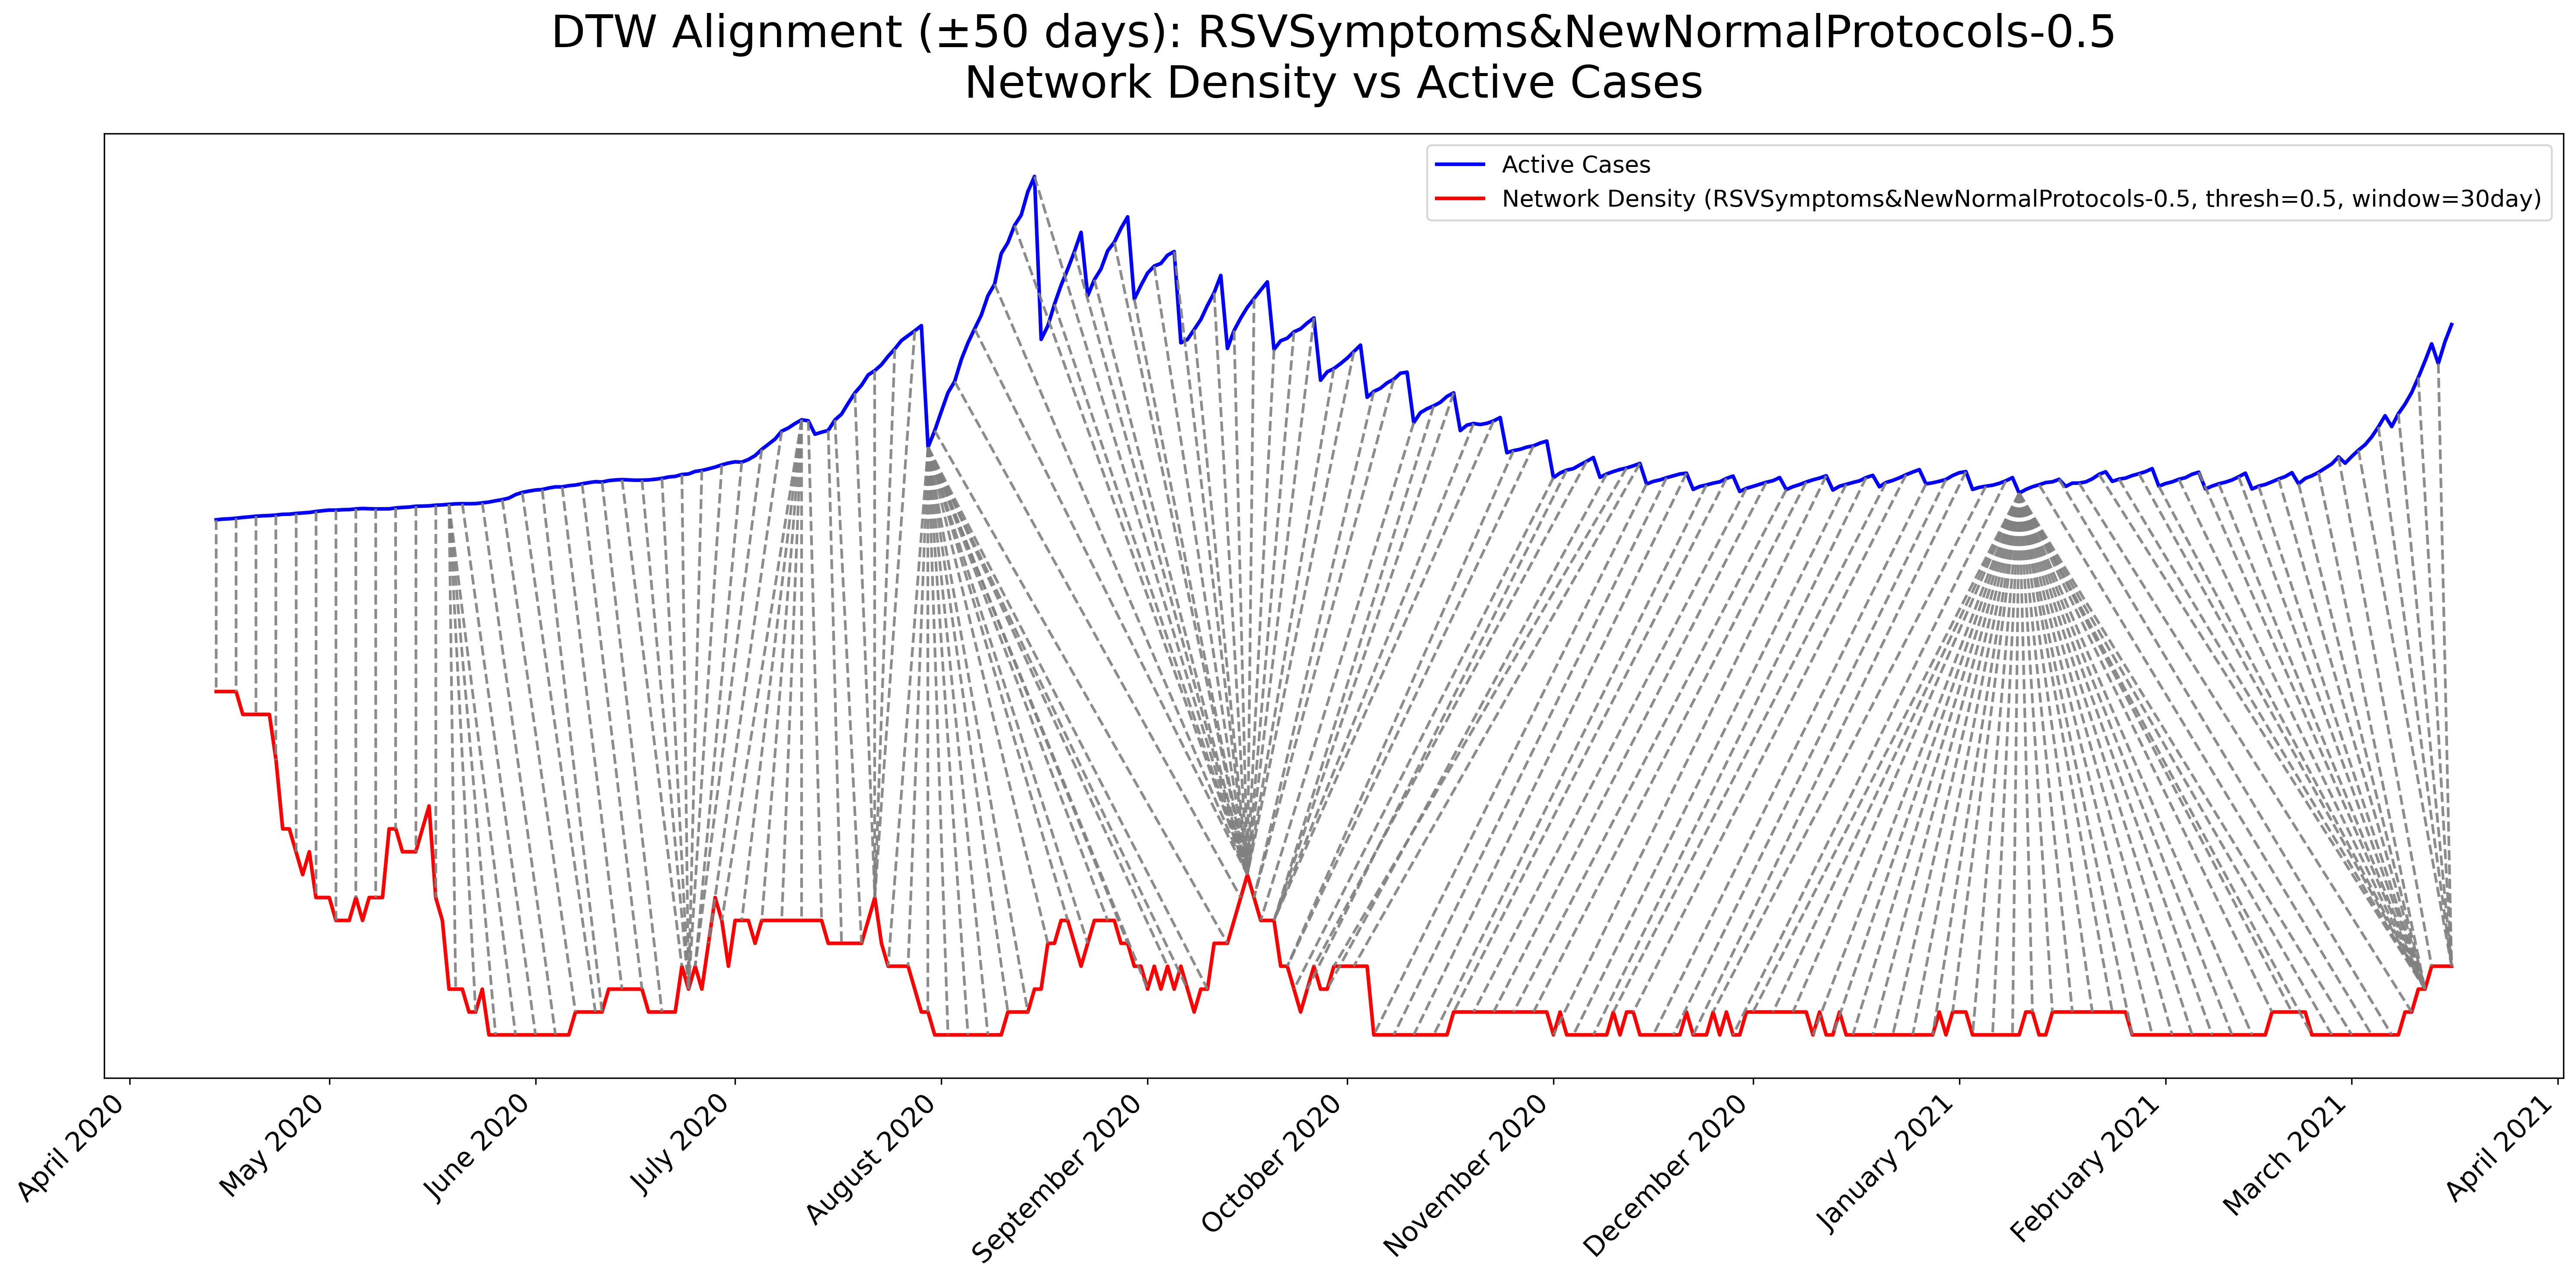 DTW Alignment (±50 days): RSVSymptoms&NewNormalProtocols-0.5
Network Density vs Active Cases
Active Cases
Network Density (RSVSymptoms&NewNormalProtocols-0.5, thresh=0.5, window=30day)
April 2020
May 2020
June 2020
July 2020
August 2020
September 2020
October 2020
November 2020
December 2020
January 2021
February 2021
March 2021
April 2021